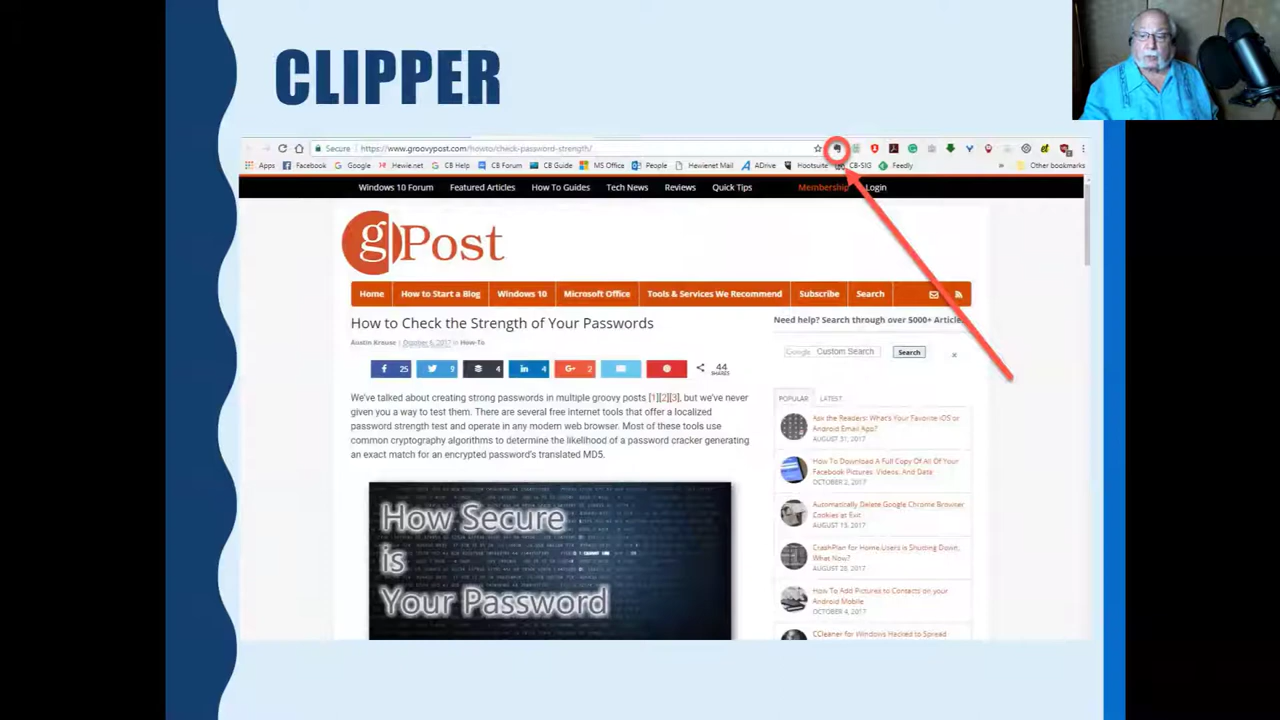 CLIPPER
Secure https://www.groovypost.com/howto/check-password-strength/
Apps Facebook Google Hewie.net CB Help CB Forum CB Guide MS Office People Hewienet Mail ADrive Hootsuite CB-SIG Feedly » Other bookmarks
Windows 10 Forum Featured Articles How To Guides Tech News Reviews Quick Tips Membership Login
gPost
Home How to Start a Blog Windows 10 Microsoft Office Tools & Services We Recommend Subscribe Search
How to Check the Strength of Your Passwords
Austin Krause | October 6, 2017 in How-To
25 9 4 4 2 44
SHARES
We've talked about creating strong passwords in multiple groovy posts [1][2][3], but we've never
given you a way to test them. There are several free internet tools that offer a localized
password strength test and operate in any modern web browser. Most of these tools use
common cryptography algorithms to determine the likelihood of a password cracker generating
an exact match for an encrypted password's translated MD5.
How Secure
is
Your Password
Need help? Search through over 5000+ Article
Google Custom Search Search
POPULAR LATEST
Ask the Readers: What's Your Favorite iOS or
Android Email App?
AUGUST 31, 2017
How To Download A Full Copy Of All Of Your
Facebook Pictures, Videos, And Data
OCTOBER 2, 2017
Automatically Delete Google Chrome Browser
Cookies at Exit
AUGUST 15, 2017
CrashPlan for Home Users is Shutting Down,
What Now?
AUGUST 28, 2017
How To Add Pictures to Contacts on your
Android Mobile
OCTOBER 4, 2017
CCleaner for Windows Hacked to Spread